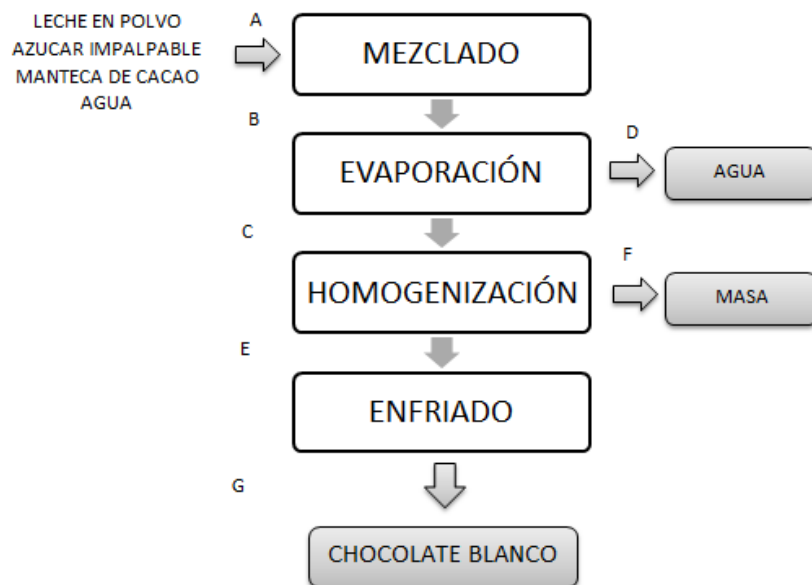 LECHE EN POLVO
AZUCAR IMPALPABLE
MANTECA DE CACAO
AGUA
A
MEZCLADO
B
EVAPORACIÓN
D
AGUA
C
HOMOGENIZACIÓN
F
MASA
E
ENFRIADO
G
CHOCOLATE BLANCO